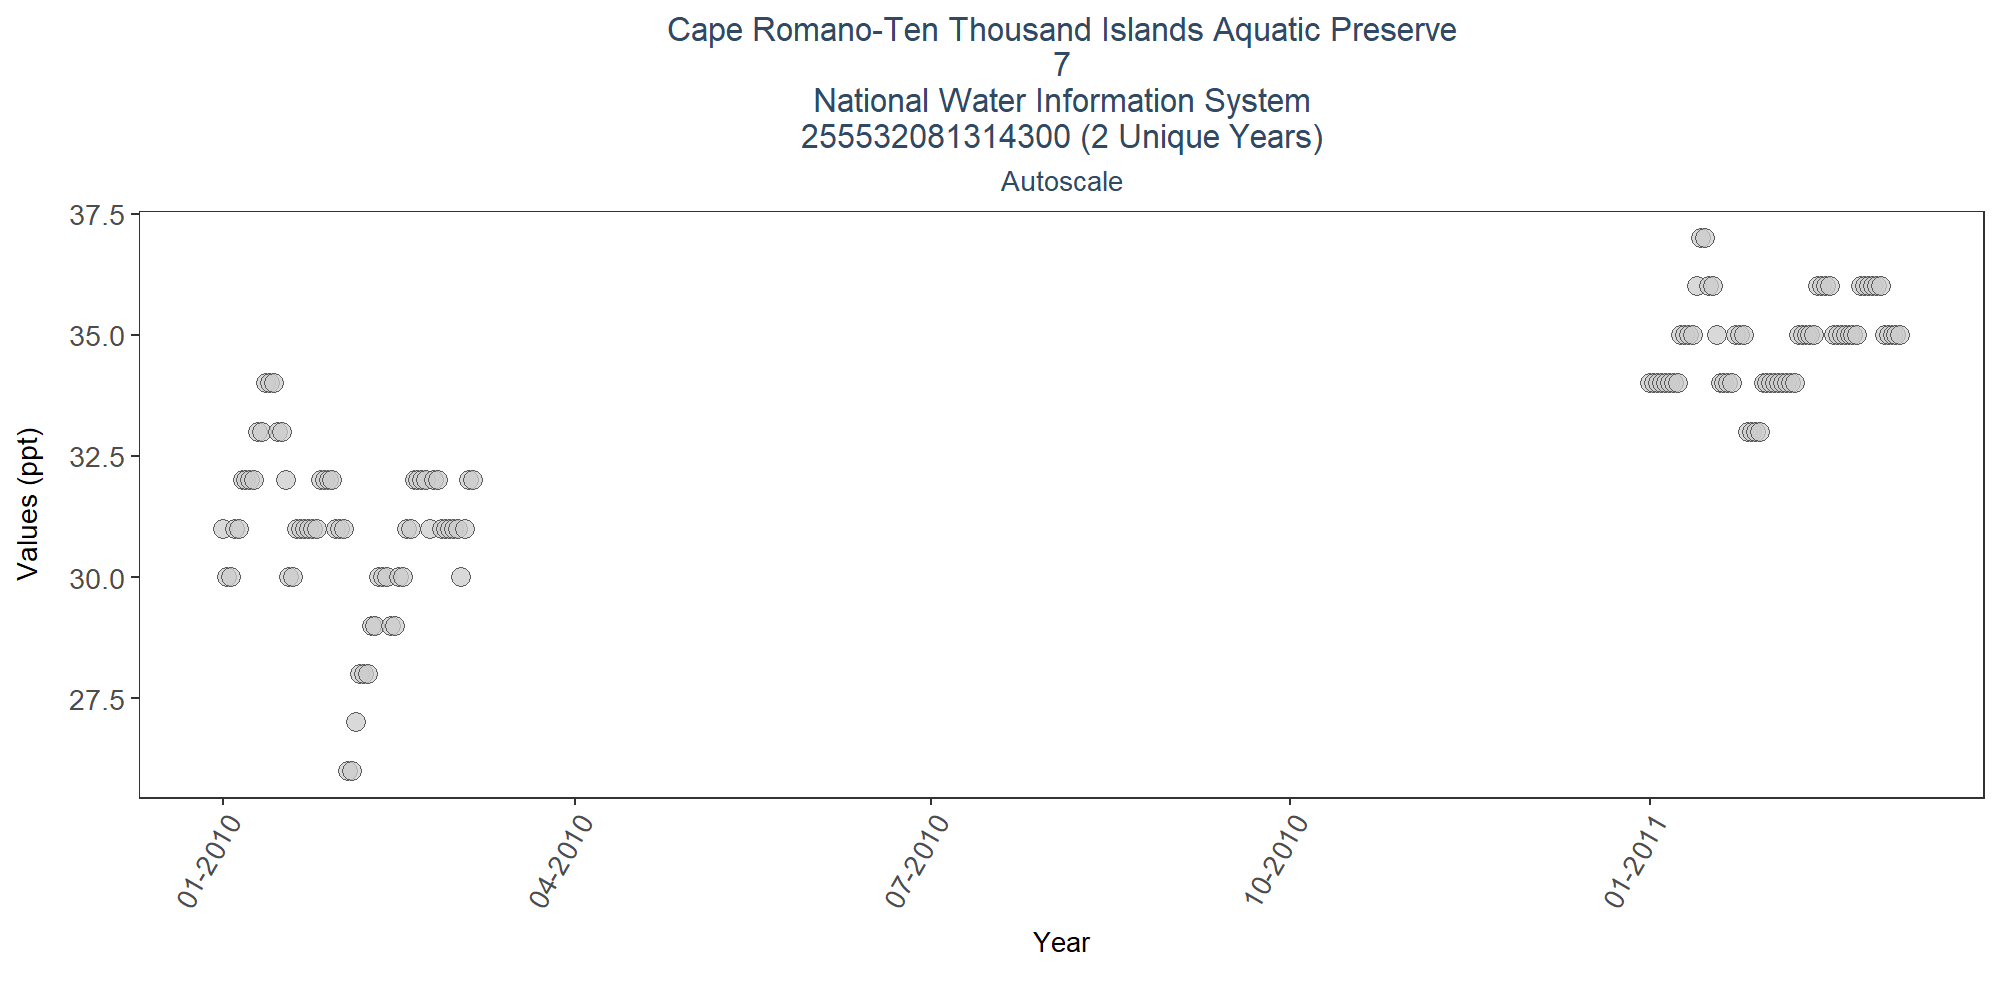 Cape Romano-Ten Thousand Islands Aquatic Preserve
7
National Water Information System
255532081314300 (2 Unique Years)
Autoscale
37.5
35.0
32.5
30.0
27.5
Values (ppt)
01-2010
04-2010
07-2010
10-2010
01-2011
Year